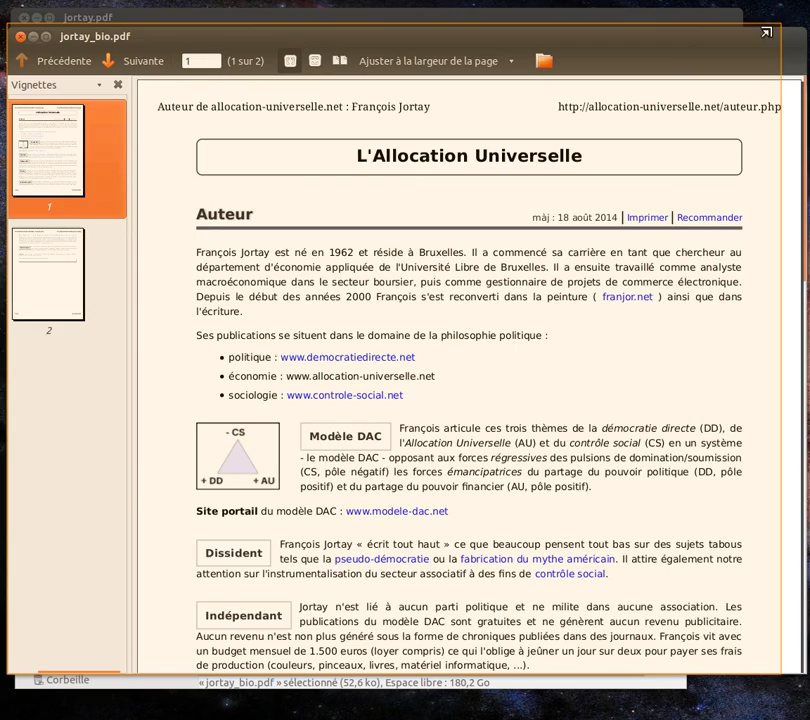 jortay.pdf
jortay_bio.pdf
Précédente Suivante 1 (1 sur 2) Ajuster à la largeur de la page
Vignettes
1
2
Auteur de allocation-universelle.net : François Jortay http://allocation-universelle.net/auteur.php
L'Allocation Universelle
Auteur màj : 18 août 2014 | Imprimer | Recommander
François Jortay est né en 1962 et réside à Bruxelles. Il a commencé sa carrière en tant que chercheur au
département d'économie appliquée de l'Université Libre de Bruxelles. Il a ensuite travaillé comme analyste
macroéconomique dans le secteur boursier, puis comme gestionnaire de projets de commerce électronique.
Depuis le début des années 2000 François s'est reconverti dans la peinture ( franjor.net ) ainsi que dans
l'écriture.
Ses publications se situent dans le domaine de la philosophie politique :
• politique : www.democratiedirecte.net
• économie : www.allocation-universelle.net
• sociologie : www.controle-social.net
- CS
+ DD + AU
Modèle DAC
François articule ces trois thèmes de la démocratie directe (DD), de
l'Allocation Universelle (AU) et du contrôle social (CS) en un système
- le modèle DAC - opposant aux forces régressives des pulsions de domination/soumission
(CS, pôle négatif) les forces émancipatrices du partage du pouvoir politique (DD, pôle
positif) et du partage du pouvoir financier (AU, pôle positif).
Site portail du modèle DAC : www.modele-dac.net
Dissident
François Jortay « écrit tout haut » ce que beaucoup pensent tout bas sur des sujets tabous
tels que la pseudo-démocratie ou la fabrication du mythe américain. Il attire également notre
attention sur l'instrumentalisation du secteur associatif à des fins de contrôle social.
Indépendant
Jortay n'est lié à aucun parti politique et ne milite dans aucune association. Les
publications du modèle DAC sont gratuites et ne génèrent aucun revenu publicitaire.
Aucun revenu n'est non plus généré sous la forme de chroniques publiées dans des journaux. François vit avec
un budget mensuel de 1.500 euros (loyer compris) ce qui l'oblige à jeûner un jour sur deux pour payer ses frais
de production (couleurs, pinceaux, livres, matériel informatique, ...).
Corbeille
« jortay_bio.pdf » sélectionné (52,6 ko), Espace libre : 180,2 Go